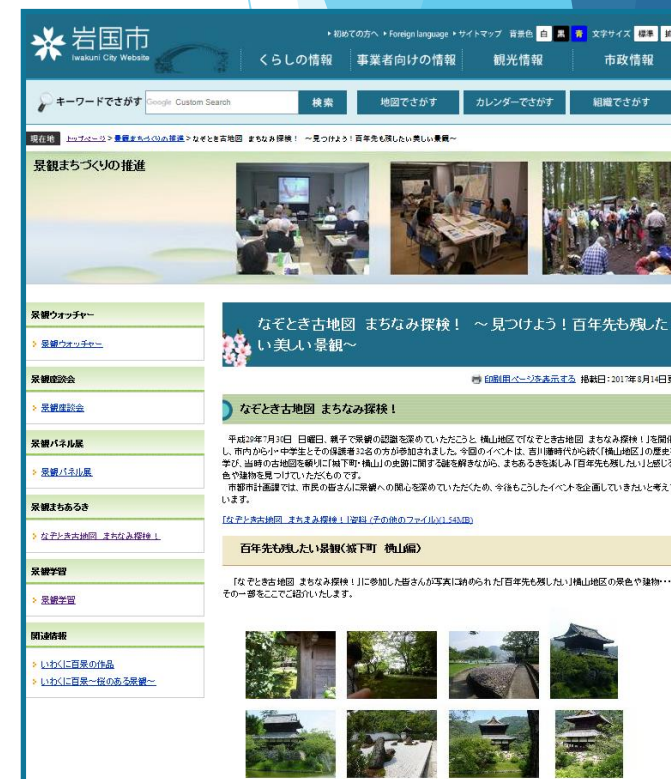 岩国市
Iwakuni City Website
初めての方へ Foreign language サイトマップ 背景色 白 黒 青 文字サイズ 標準
くらしの情報 事業者向けの情報 観光情報 市政情報
キーワードでさがす Google Custom Search 検索 地図でさがす カレンダーでさがす 組織でさがす
現在地 トップページ > 景観まちづくりの推進 > なぞとき古地図 まちなみ探検! ～見つけよう!百年先も残したい美しい景観～
景観まちづくりの推進
景観ウォッチャー
景観ウォッチャー
景観座談会
景観座談会
景観パネル展
景観パネル展
景観まちあるき
なぞとき古地図 まちなみ探検!
景観学習
景観学習
関連情報
いわくに百景の作品
いわくに百景～桜のある景観～
なぞとき古地図 まちなみ探検! ～見つけよう!百年先も残した
い美しい景観～
印刷用ページを表示する 掲載日:2017年8月14日更
なぞとき古地図 まちなみ探検!
平成29年7月30日 日曜日、親子で景観の認識を深めていただこうと、横山地区で「なぞとき古地図 まちなみ探検!」を開催
し、市内から小・中学生とその保護者32名の方が参加されました。今回のイベントは、吉川藩時代から続く「横山地区」の歴史を
学び、当時の古地図を頼りに「城下町・横山」の史跡に関する謎を解きながら、まちあるきを楽しみ「百年先も残したい」と感じる
色や建物を見つけていただくものです。
市都市計画課では、市民の皆さんに景観への関心を深めていただくため、今後もこうしたイベントを企画していきたいと考えて
います。
「なぞとき古地図 まちまみ探検!」資料 (その他のファイル)(1.54MB)
百年先も残したい景観(城下町 横山編)
「なぞとき古地図 まちなみ探検!」に参加した皆さんが写真に納められた「百年先も残したい」横山地区の景色や建物・・・
その一部をここでご紹介いたします。